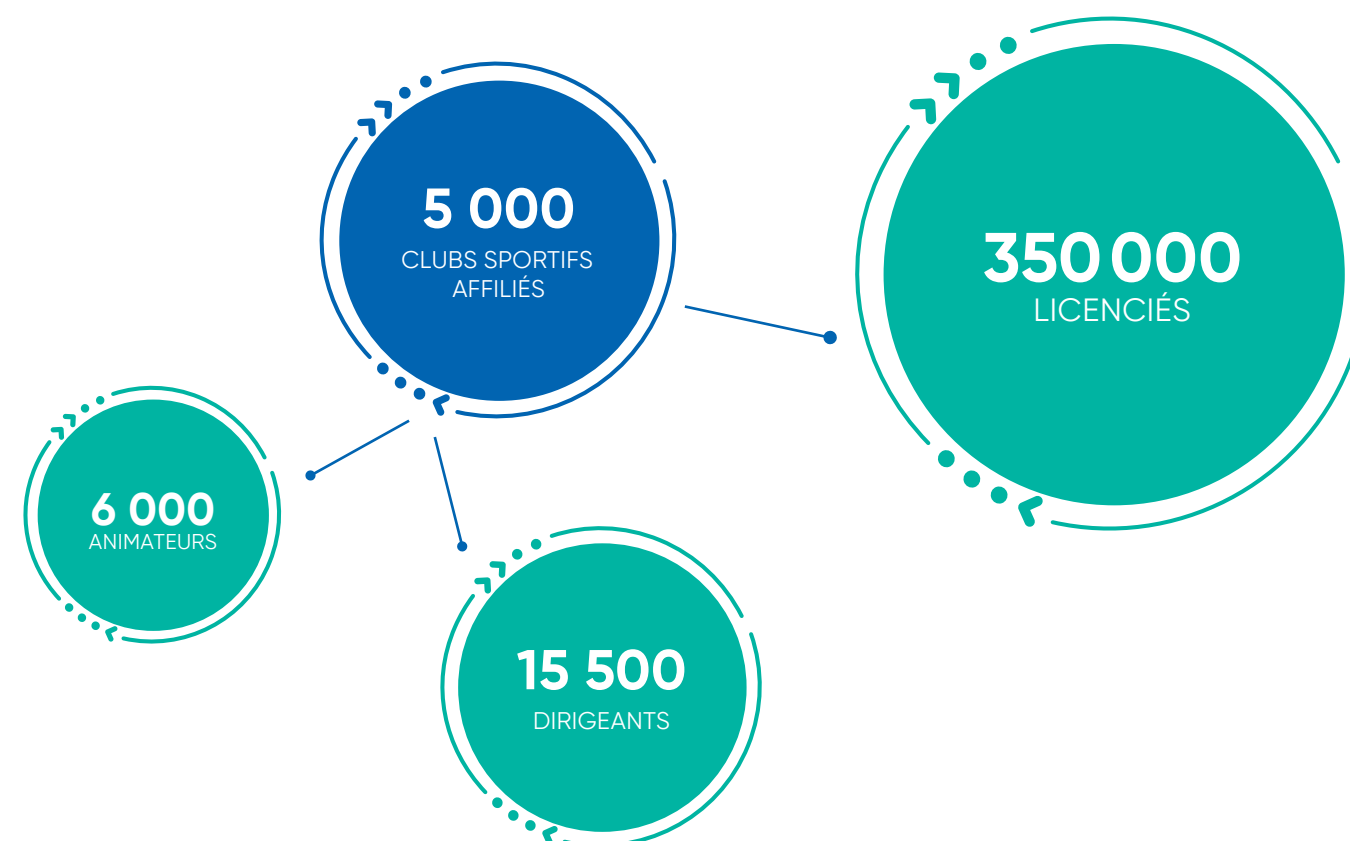 5 000
CLUBS SPORTIFS
AFFILIÉS
350 000
LICENCIÉS
6 000
ANIMATEURS
15 500
DIRIGEANTS